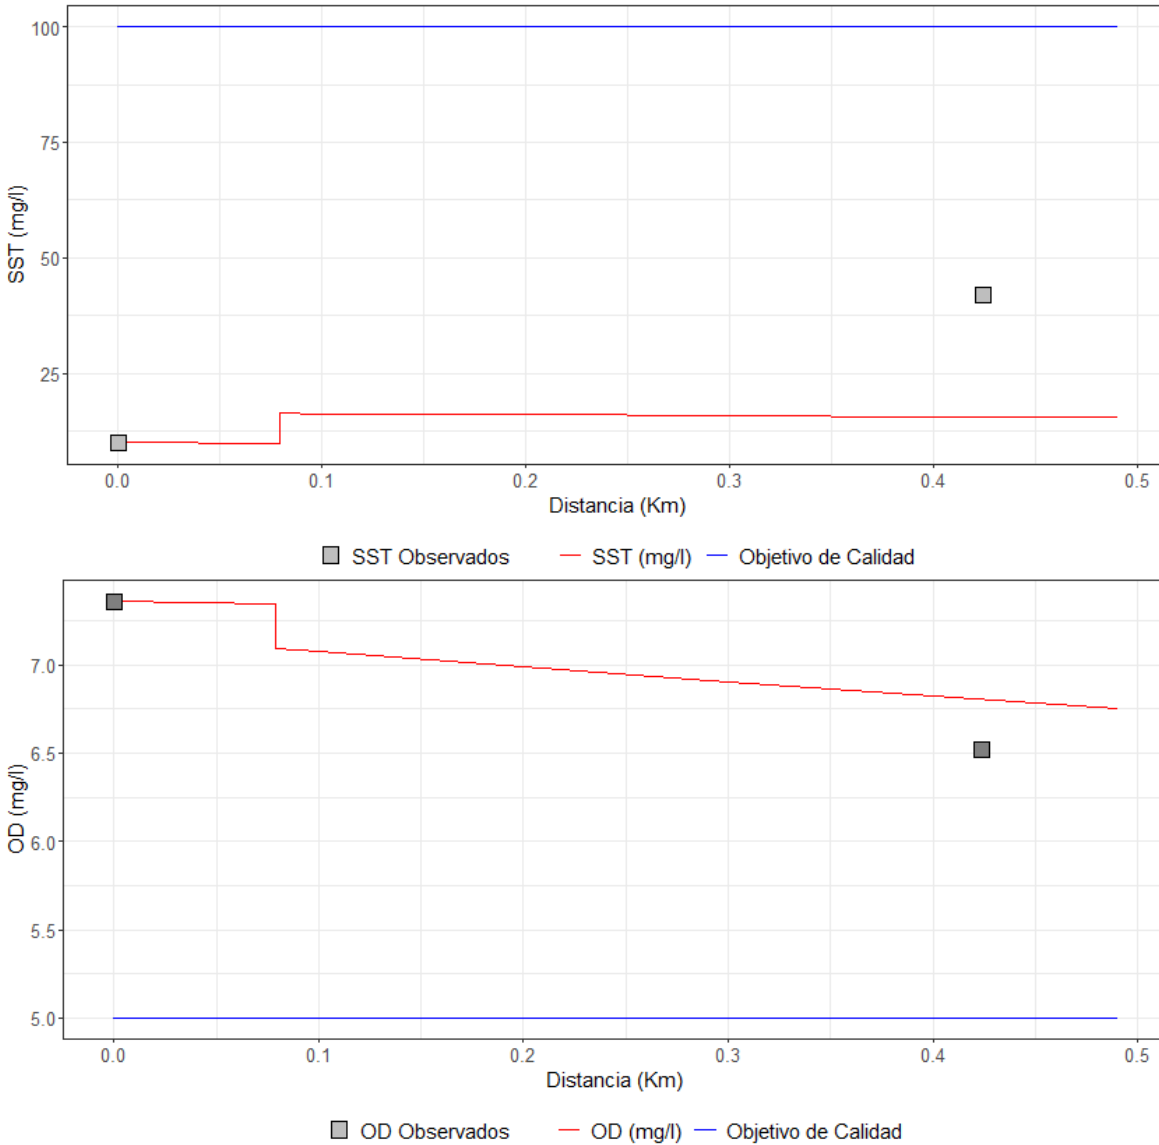 100
75
50
25
SST (mg/l)
0.0 0.1 0.2 0.3 0.4 0.5
Distancia (Km)
SST Observados SST (mg/l) Objetivo de Calidad
7.0
6.5
6.0
5.5
5.0
OD (mg/l)
0.0 0.1 0.2 0.3 0.4 0.5
Distancia (Km)
OD Observados OD (mg/l) Objetivo de Calidad